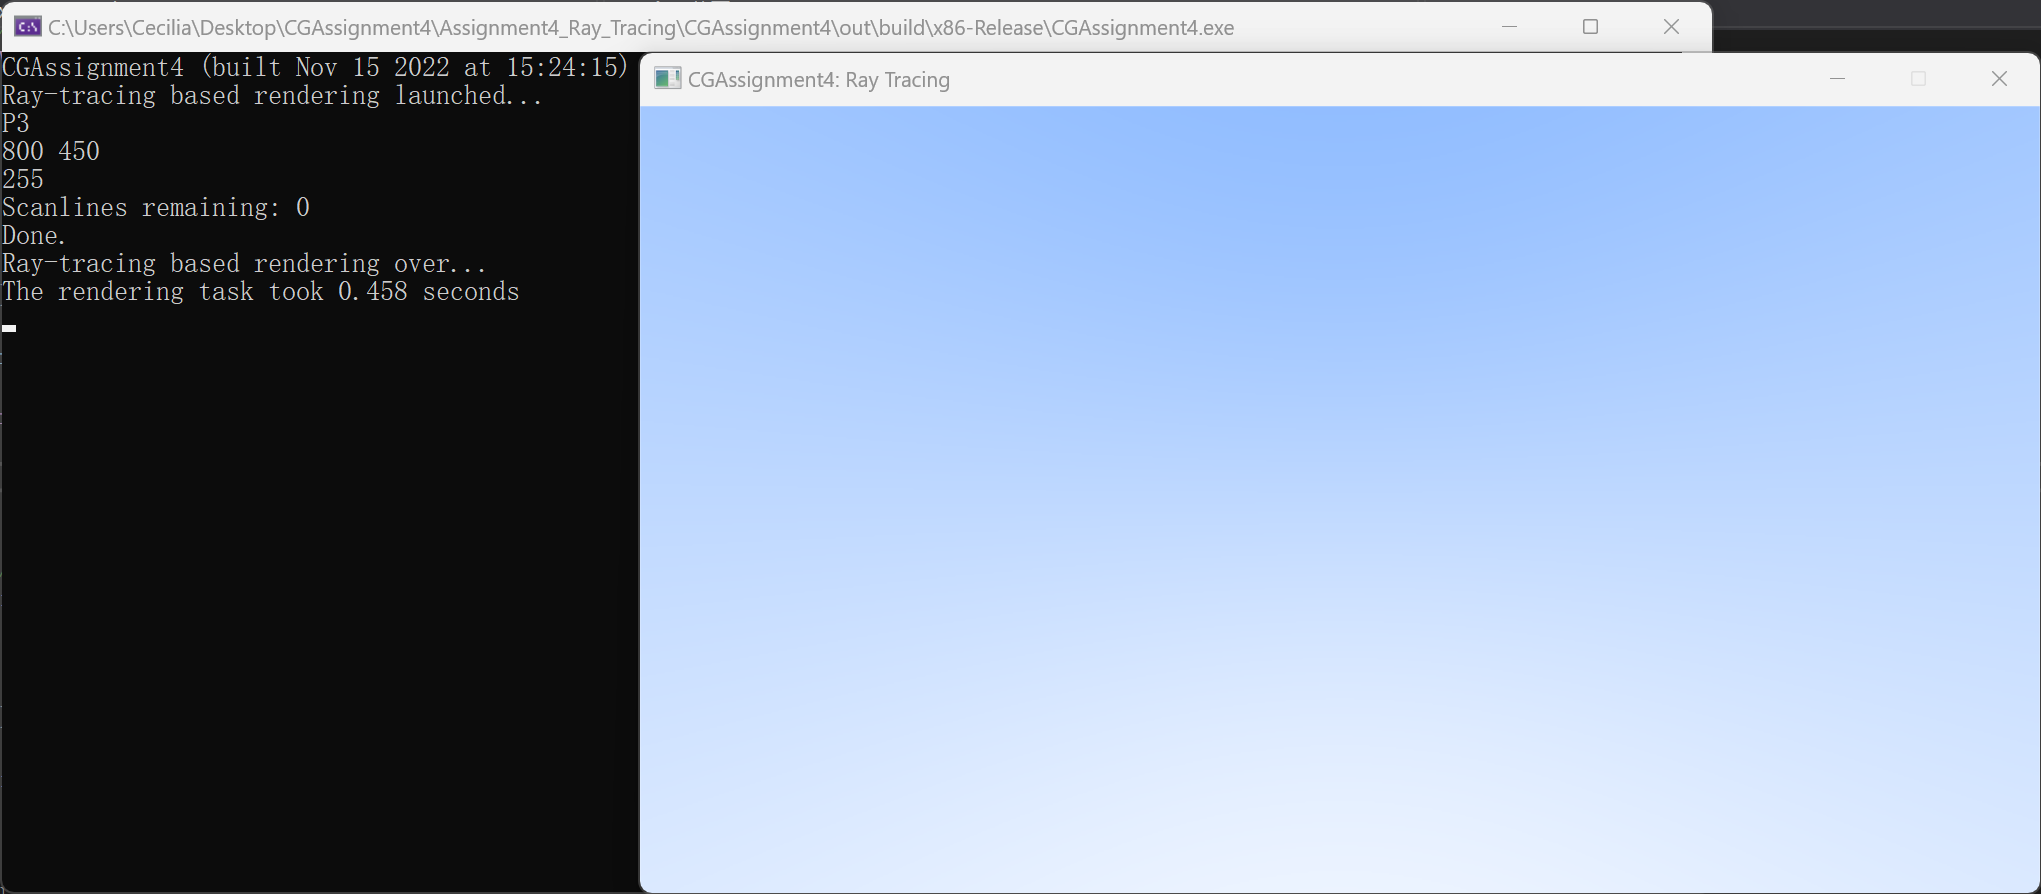 C:\Users\Cecilia\Desktop\CGAssignment4\Assignment4_Ray_Tracing\CGAssignment4\out\build\x86-Release\CGAssignment4.exe
CGAssignment4 (built Nov 15 2022 at 15:24:15)
Ray-tracing based rendering launched...
P3
800 450
255
Scanlines remaining: 0
Done.
Ray-tracing based rendering over...
The rendering task took 0.458 seconds
CGAssignment4: Ray Tracing